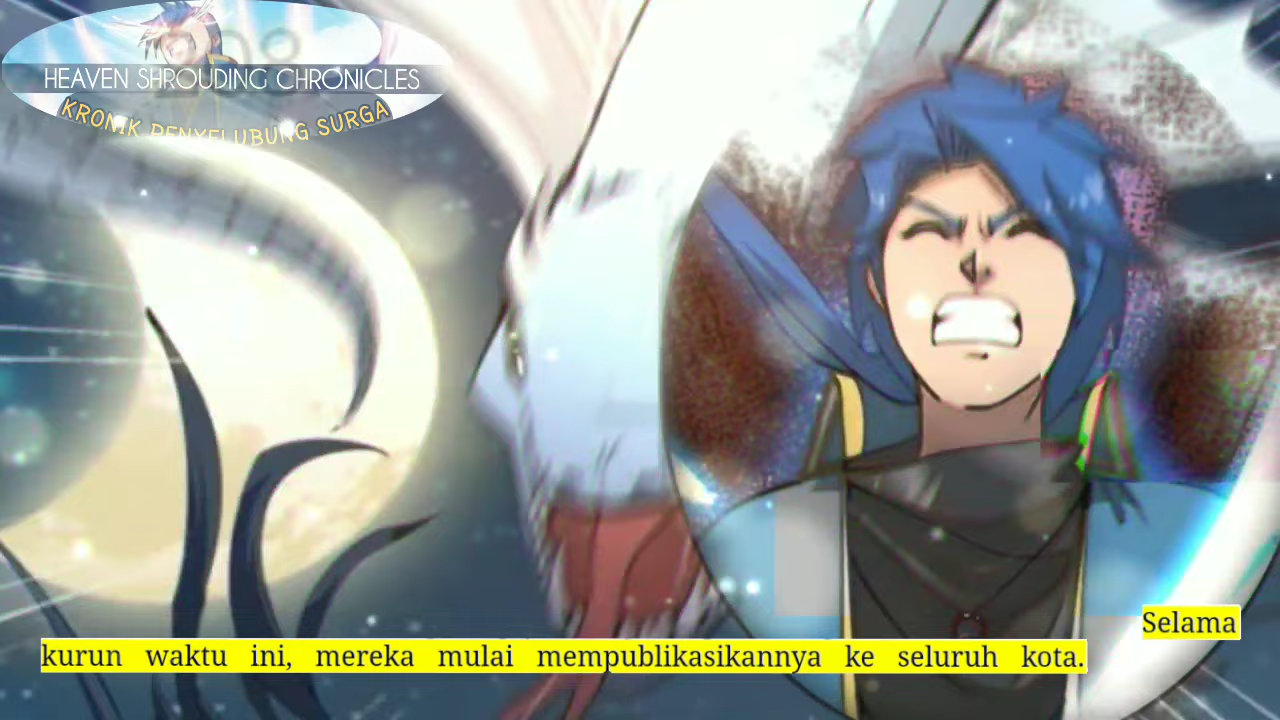 HEAVEN SHROUDING CHRONICLES
KRONIK PENYELUBUNG SURGA
Selama
kurun waktu ini, mereka mulai mempublikasikannya ke seluruh kota.